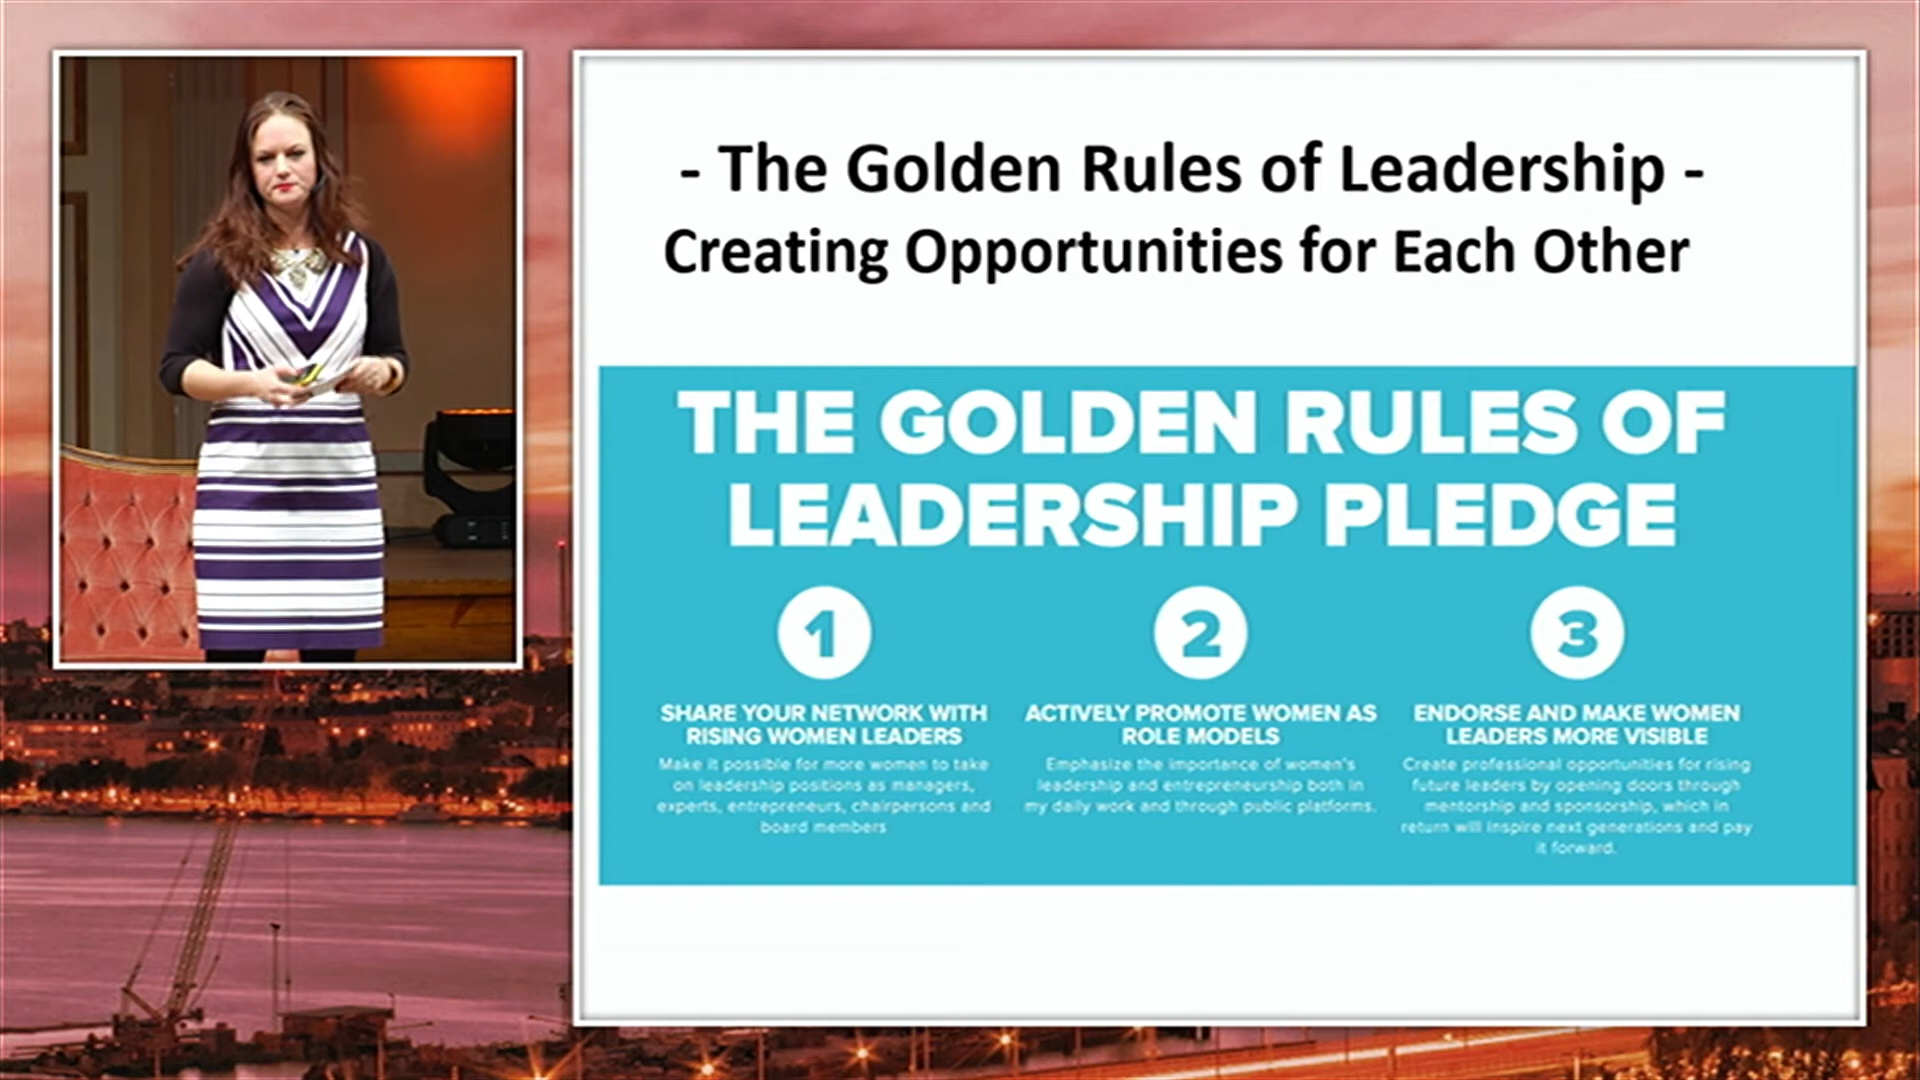 - The Golden Rules of Leadership -
Creating Opportunities for Each Other
THE GOLDEN RULES OF
LEADERSHIP PLEDGE
1
SHARE YOUR NETWORK WITH
RISING WOMEN LEADERS
Make it possible for more women to take
on leadership positions as managers,
experts, entrepreneurs, chairpersons and
board members
2
ACTIVELY PROMOTE WOMEN AS
ROLE MODELS
Emphasize the importance of women's
leadership and entrepreneurship both in
my daily work and through public platforms.
3
ENDORSE AND MAKE WOMEN
LEADERS MORE VISIBLE
Create professional opportunities for rising
future leaders by opening doors through
mentorship and sponsorship, which in
return will inspire next generations and pay
it forward.